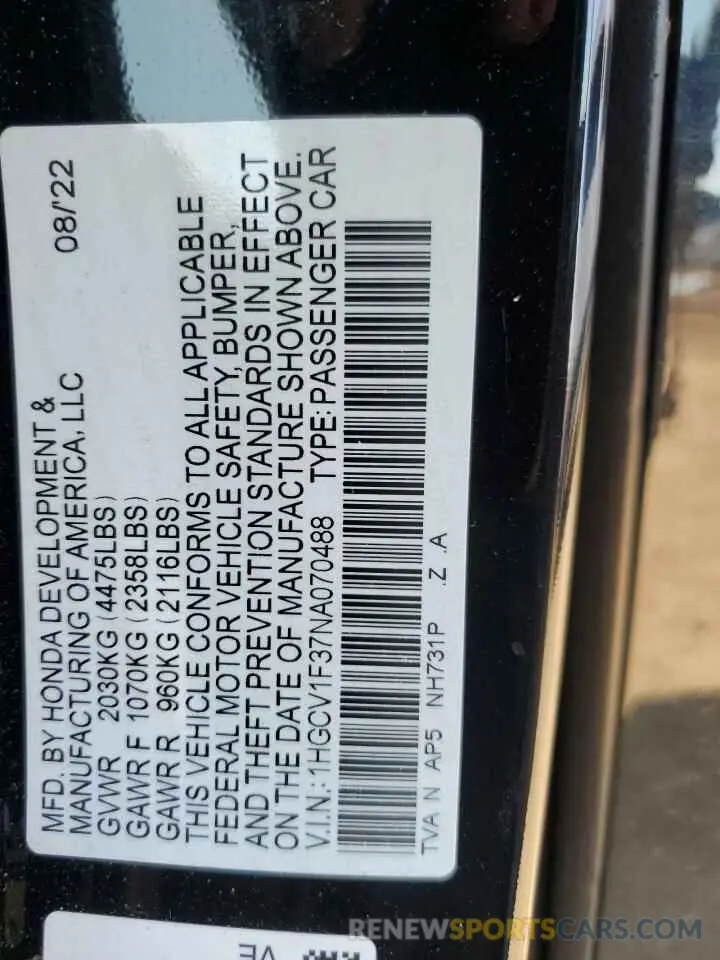 MFD. BY HONDA DEVELOPMENT & 08/'22
MANUFACTURING OF AMERICA, LLC
GVWR 2030KG (4475LBS)
GAWR F 1070KG (2358LBS)
GAWR R 960KG (2116LBS)
THIS VEHICLE CONFORMS TO ALL APPLICABLE
FEDERAL MOTOR VEHICLE SAFETY, BUMPER,
AND THEFT PREVENTION STANDARDS IN EFFECT
ON THE DATE OF MANUFACTURE SHOWN ABOVE.
V.I.N.: 1HGCV1F37NA070488 TYPE: PASSENGER CAR
TVA N AP5 NH731P .Z .A
VE
RENEWSPORTSCARS.COM